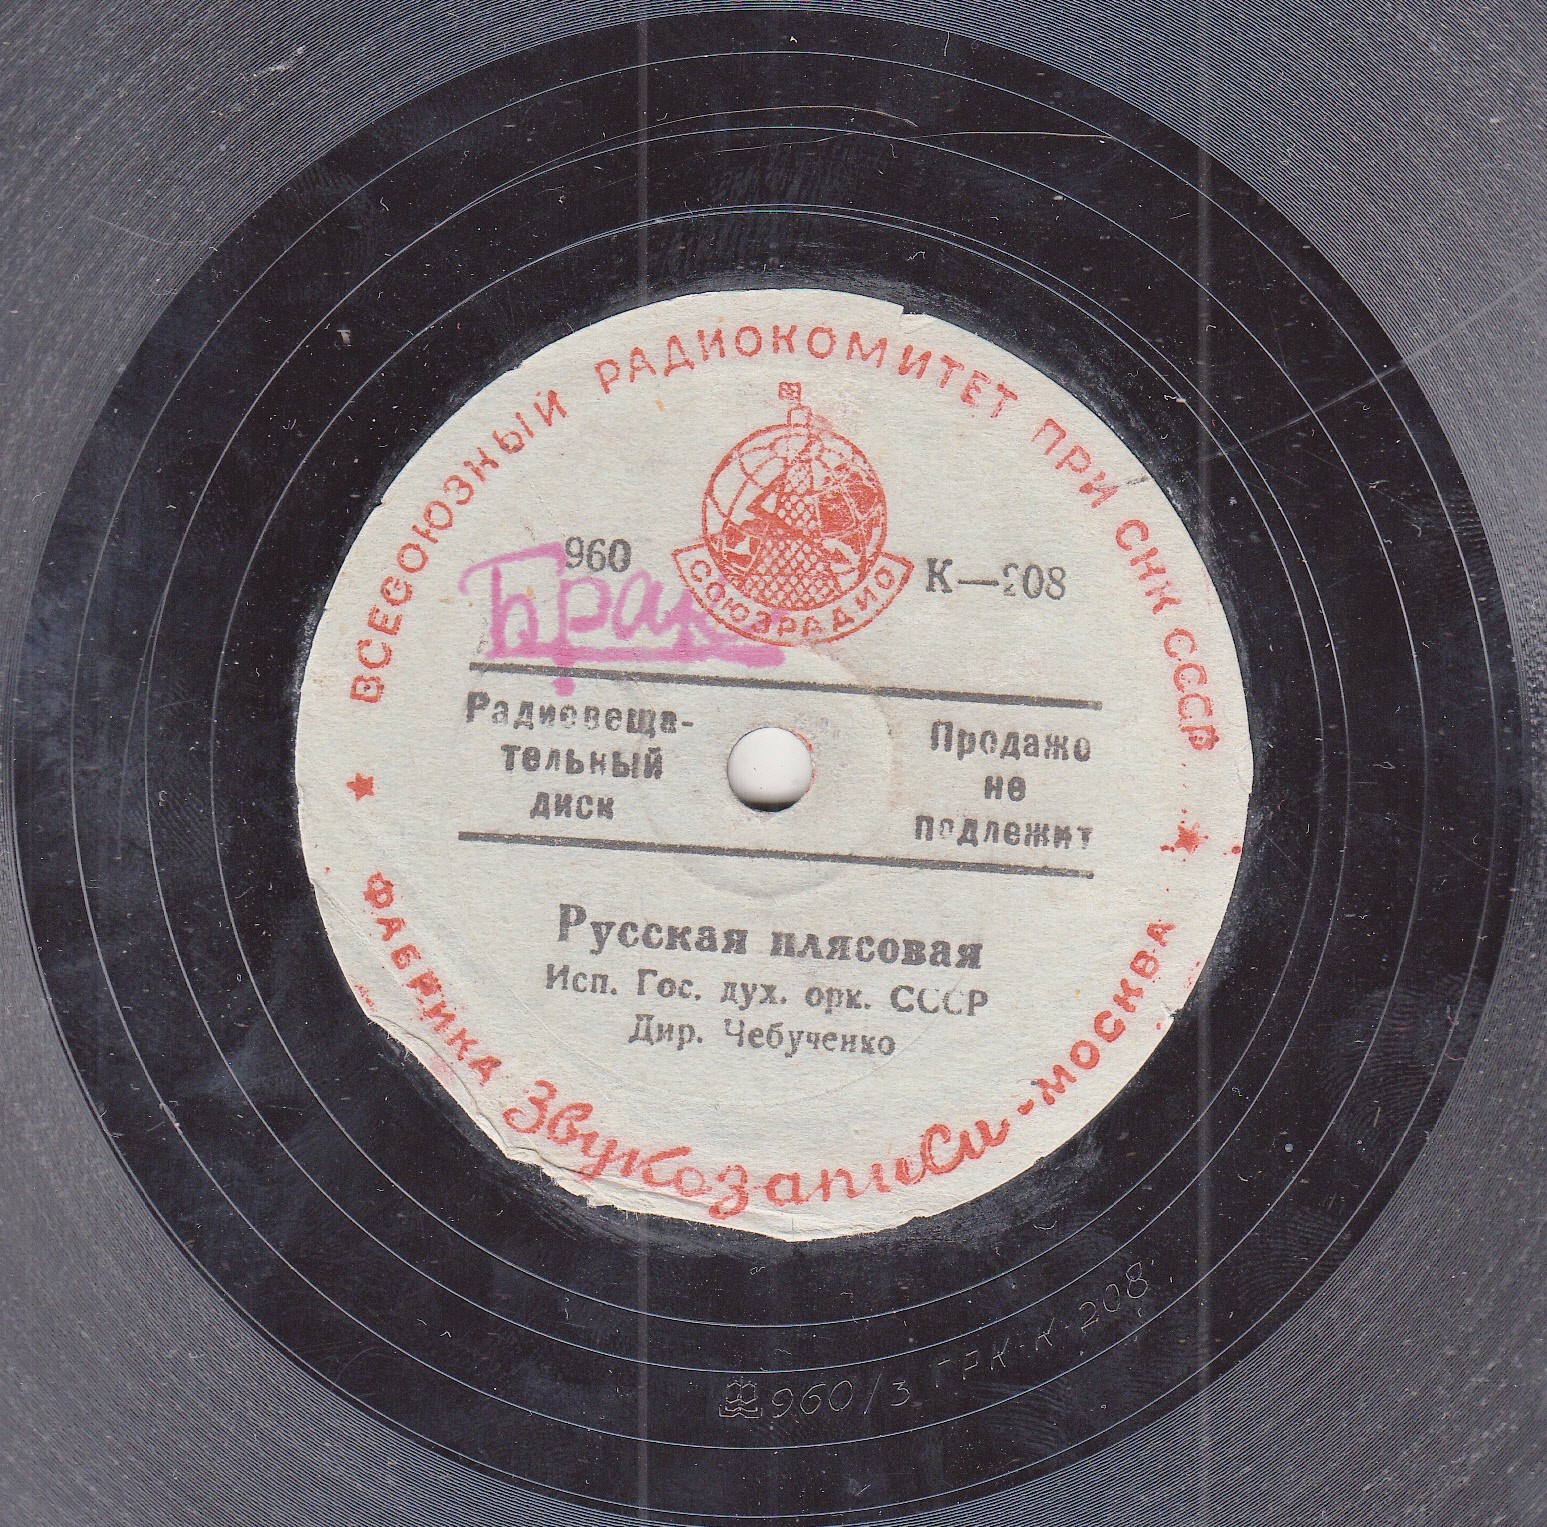 ВСЕСОЮЗНЫЙ РАДИОКОМИТЕТ ПРИ СНК СССР
СОЮЗРАДИО
960
К—208
Брак
Радиовеща-
тельный
диск
Продаже
не
подлежит
Русская плясовая
Исп. Гос. дух. орк. СССР
Дир. Чебученко
ФАБРИКА Звукозаписи-МОСКВА
960/3 ГРК-К-208